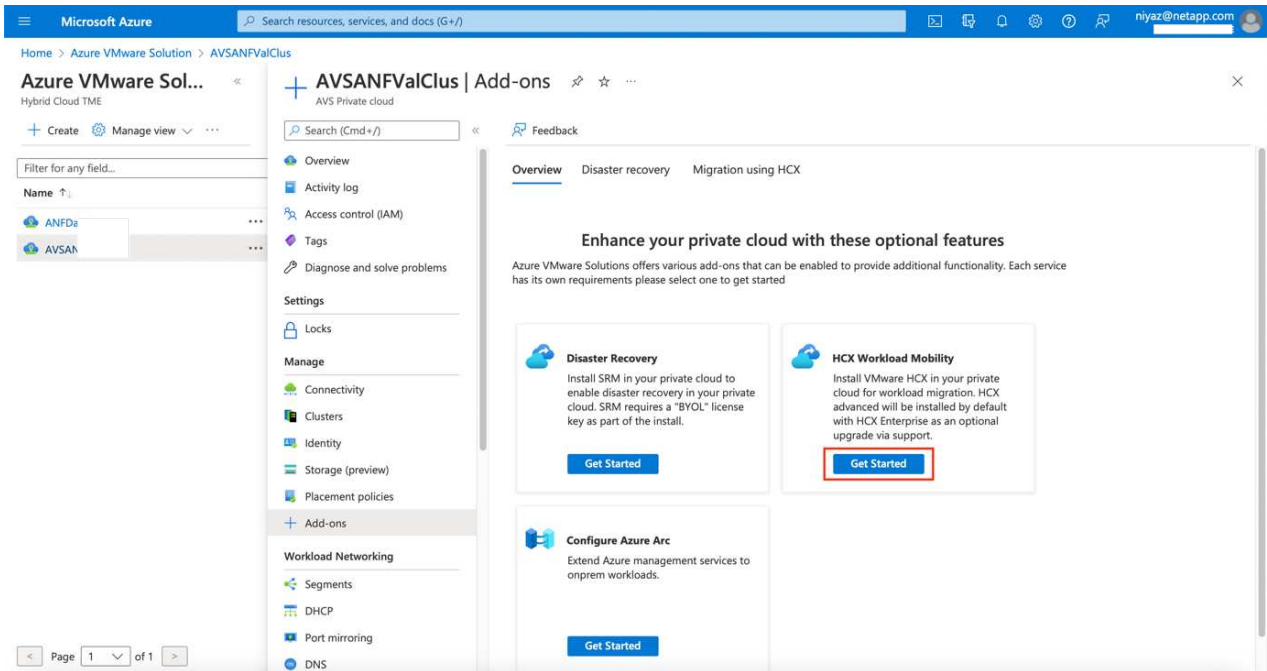 Microsoft Azure
Search resources, services, and docs (G+/)
niyaz@netapp.com
Home > Azure VMware Solution > AVSANFValClus
Azure VMware Sol...
Hybrid Cloud TME
Create
Manage view
Filter for any field...
Name ↑↓
ANFDa
AVSAN
Page 1 of 1
AVSANFValClus | Add-ons
AVS Private cloud
Search (Cmd+/)
Overview
Activity log
Access control (IAM)
Tags
Diagnose and solve problems
Settings
Locks
Manage
Connectivity
Clusters
Identity
Storage (preview)
Placement policies
Add-ons
Workload Networking
Segments
DHCP
Port mirroring
DNS
Feedback
Overview Disaster recovery Migration using HCX
Enhance your private cloud with these optional features
Azure VMware Solutions offers various add-ons that can be enabled to provide additional functionality. Each service
has its own requirements please select one to get started
Disaster Recovery
Install SRM in your private cloud to
enable disaster recovery in your private
cloud. SRM requires a "BYOL" license
key as part of the install.
Get Started
HCX Workload Mobility
Install VMware HCX in your private
cloud for workload migration. HCX
advanced will be installed by default
with HCX Enterprise as an optional
upgrade via support.
Get Started
Configure Azure Arc
Extend Azure management services to
onprem workloads.
Get Started